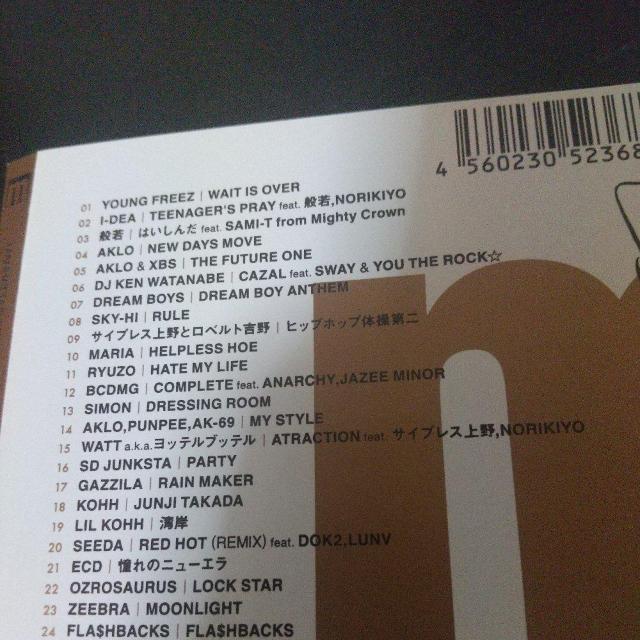 4 560230 52368
01 YOUNG FREEZ | WAIT IS OVER
02 I-DEA | TEENAGER'S PRAY feat. 般若,NORIKIYO
03 般若 | はいしんだ feat. SAMI-T from Mighty Crown
04 AKLO | NEW DAYS MOVE
05 AKLO & XBS | THE FUTURE ONE
06 DJ KEN WATANABE | CAZAL feat. SWAY & YOU THE ROCK☆
07 DREAM BOYS | DREAM BOY ANTHEM
08 SKY-HI | RULE
09 サイプレス上野とロベルト吉野 | ヒップホップ体操第二
10 MARIA | HELPLESS HOE
11 RYUZO | HATE MY LIFE
12 BCDMG | COMPLETE feat. ANARCHY,JAZEE MINOR
13 SIMON | DRESSING ROOM
14 AKLO,PUNPEE,AK-69 | MY STYLE
15 WATT a.k.a.ヨッテルブッテル | ATRACTION feat. サイプレス上野,NORIKIYO
16 SD JUNKSTA | PARTY
17 GAZZILA | RAIN MAKER
18 KOHH | JUNJI TAKADA
19 LIL KOHH | 湾岸
20 SEEDA | RED HOT (REMIX) feat. DOK2,LUNV
21 ECD | 憧れのニューエラ
22 OZROSAURUS | LOCK STAR
23 ZEEBRA | MOONLIGHT
24 FLA$HBACKS | FLA$HBACKS